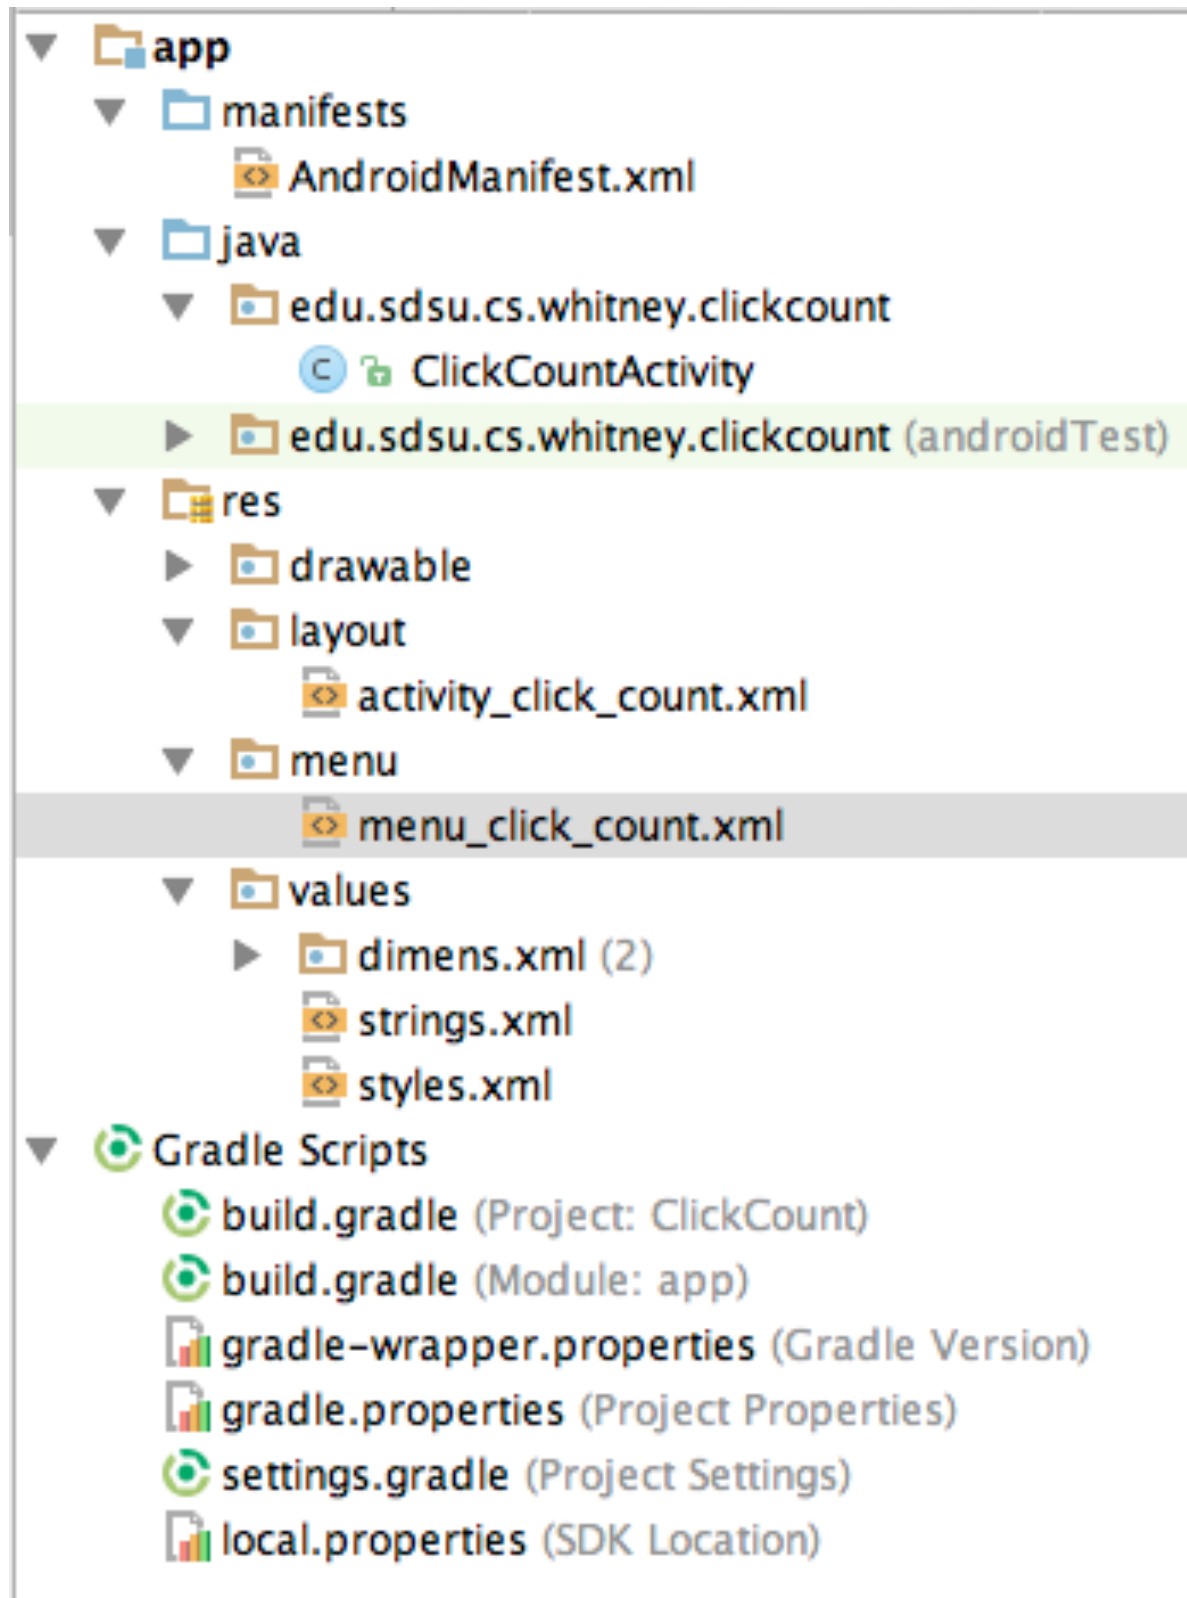 app
manifests
AndroidManifest.xml
java
edu.sdsu.cs.whitney.clickcount
C ClickCountActivity
edu.sdsu.cs.whitney.clickcount (androidTest)
res
drawable
layout
activity_click_count.xml
menu
menu_click_count.xml
values
dimens.xml (2)
strings.xml
styles.xml
Gradle Scripts
build.gradle (Project: ClickCount)
build.gradle (Module: app)
gradle-wrapper.properties (Gradle Version)
gradle.properties (Project Properties)
settings.gradle (Project Settings)
local.properties (SDK Location)